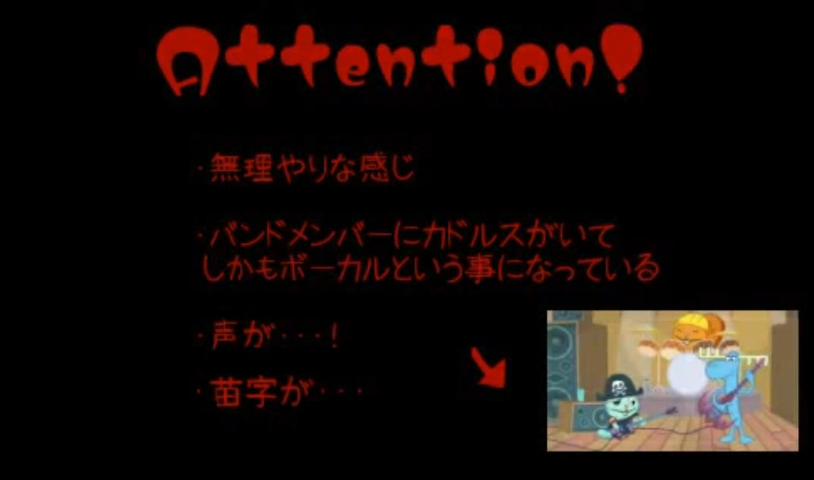 Attention!
・無理やりな感じ
・バンドメンバーにカドルスがいて
しかもボーカルという事になっている
・声が・・・!
・苗字が・・・